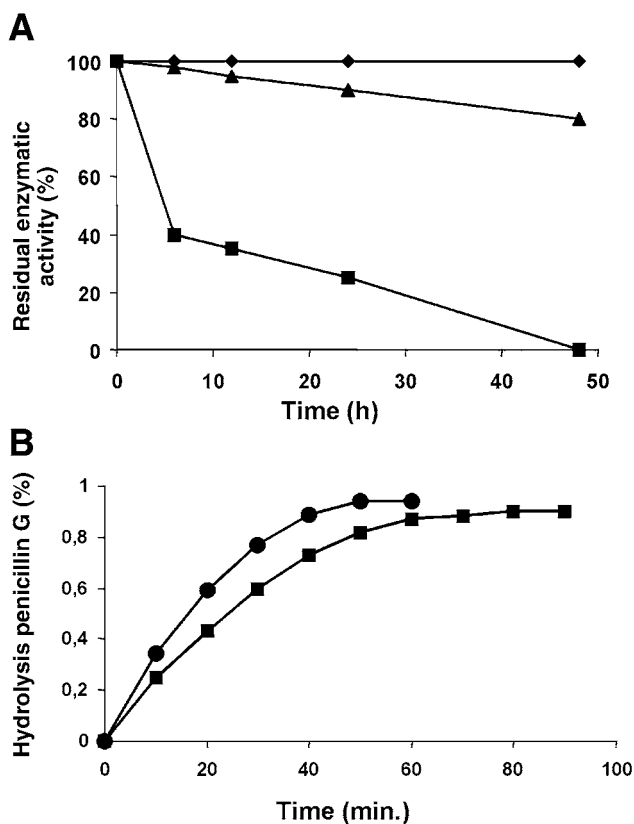 A
Residual enzymatic
activity (%)
100
80
60
40
20
0
0 10 20 30 40 50
Time (h)
B
Hydrolysis penicillin G (%)
1
0,8
0,6
0,4
0,2
0
0 20 40 60 80 100
Time (min.)